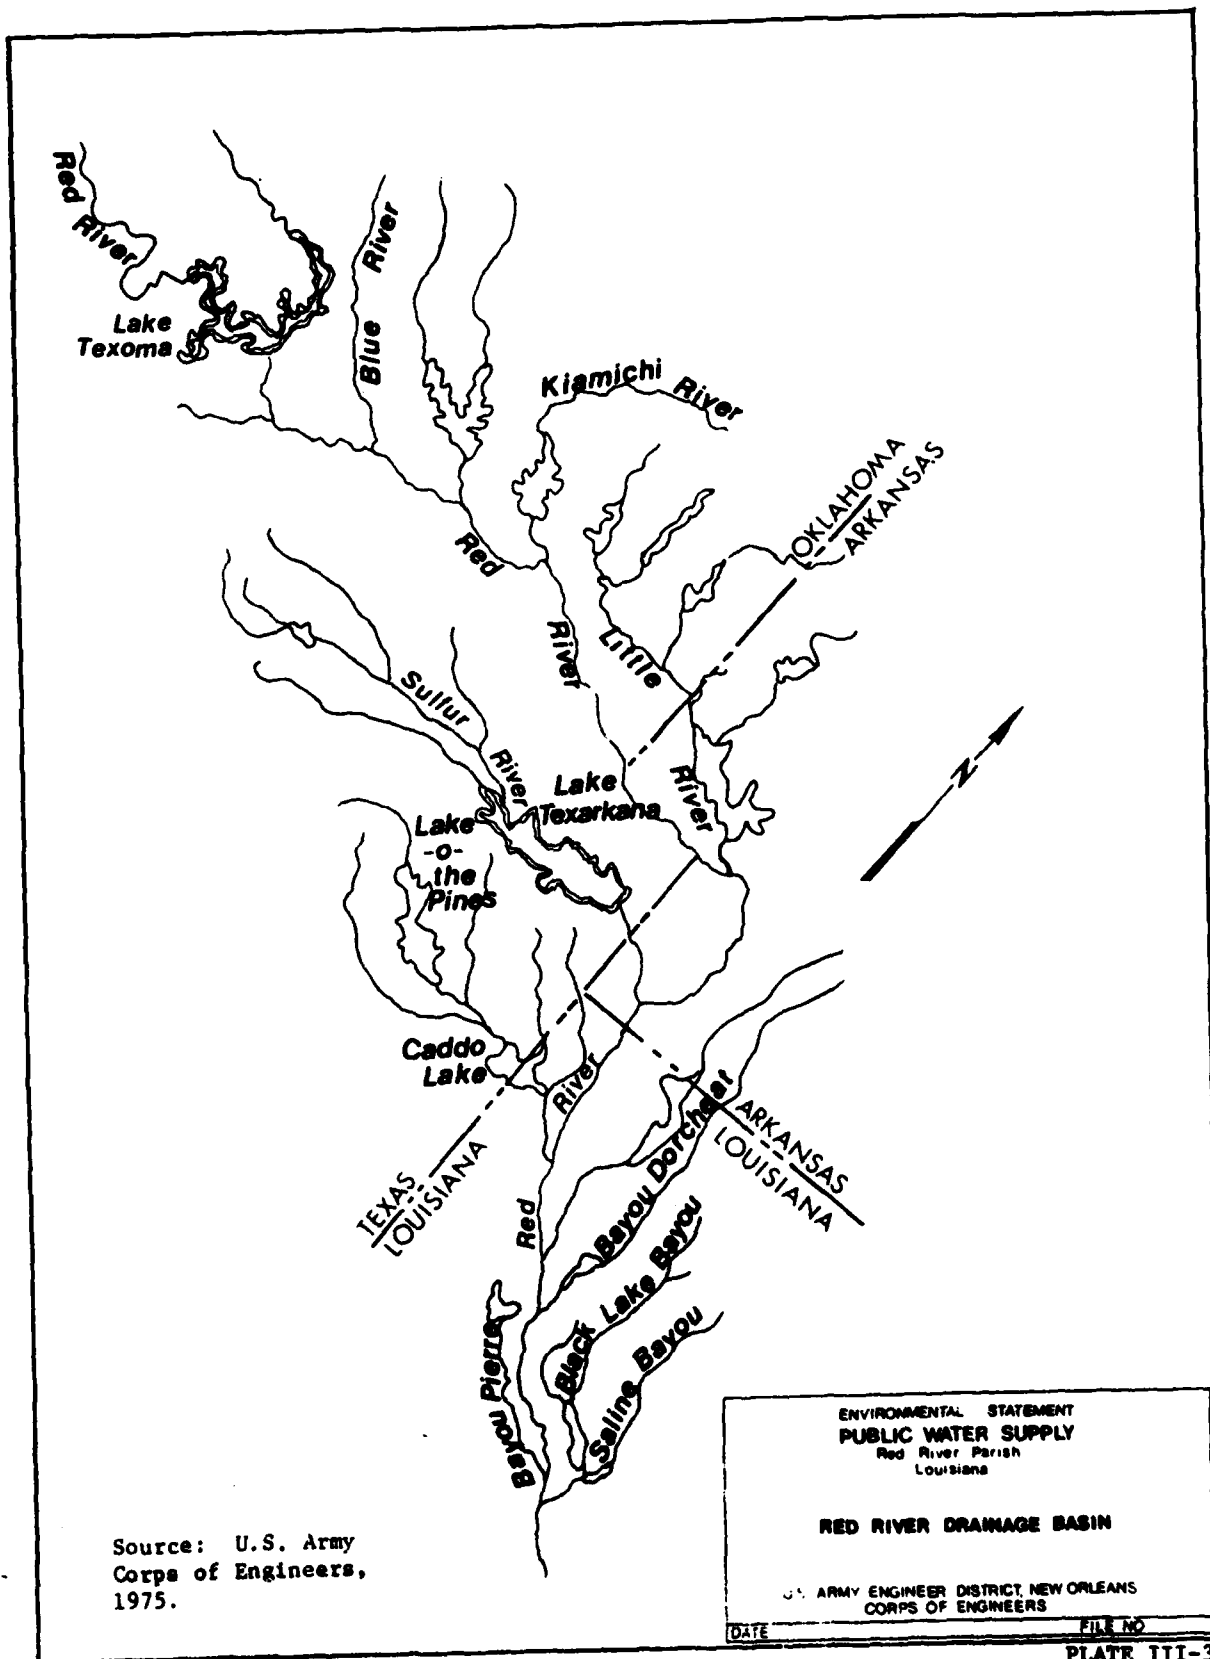 Red
River
Lake
Texoma
Blue River
Kiamichi River
OKLAHOMA
ARKANSAS
Red
River
Little
River
Sulfur
River
Lake
Texarkana
Lake
-o-
the
Pines
N
Caddo
Lake
River
Red
TEXAS
LOUISIANA
ARKANSAS
LOUISIANA
Bayou Dorcheat
Black Lake Bayou
Saline Bayou
Bayou Pierre
Source: U.S. Army
Corps of Engineers,
1975.
ENVIRONMENTAL STATEMENT
PUBLIC WATER SUPPLY
Red River Parish
Louisiana
RED RIVER DRAINAGE BASIN
ARMY ENGINEER DISTRICT, NEW ORLEANS
CORPS OF ENGINEERS
DATE FILE NO
PLATE III-3